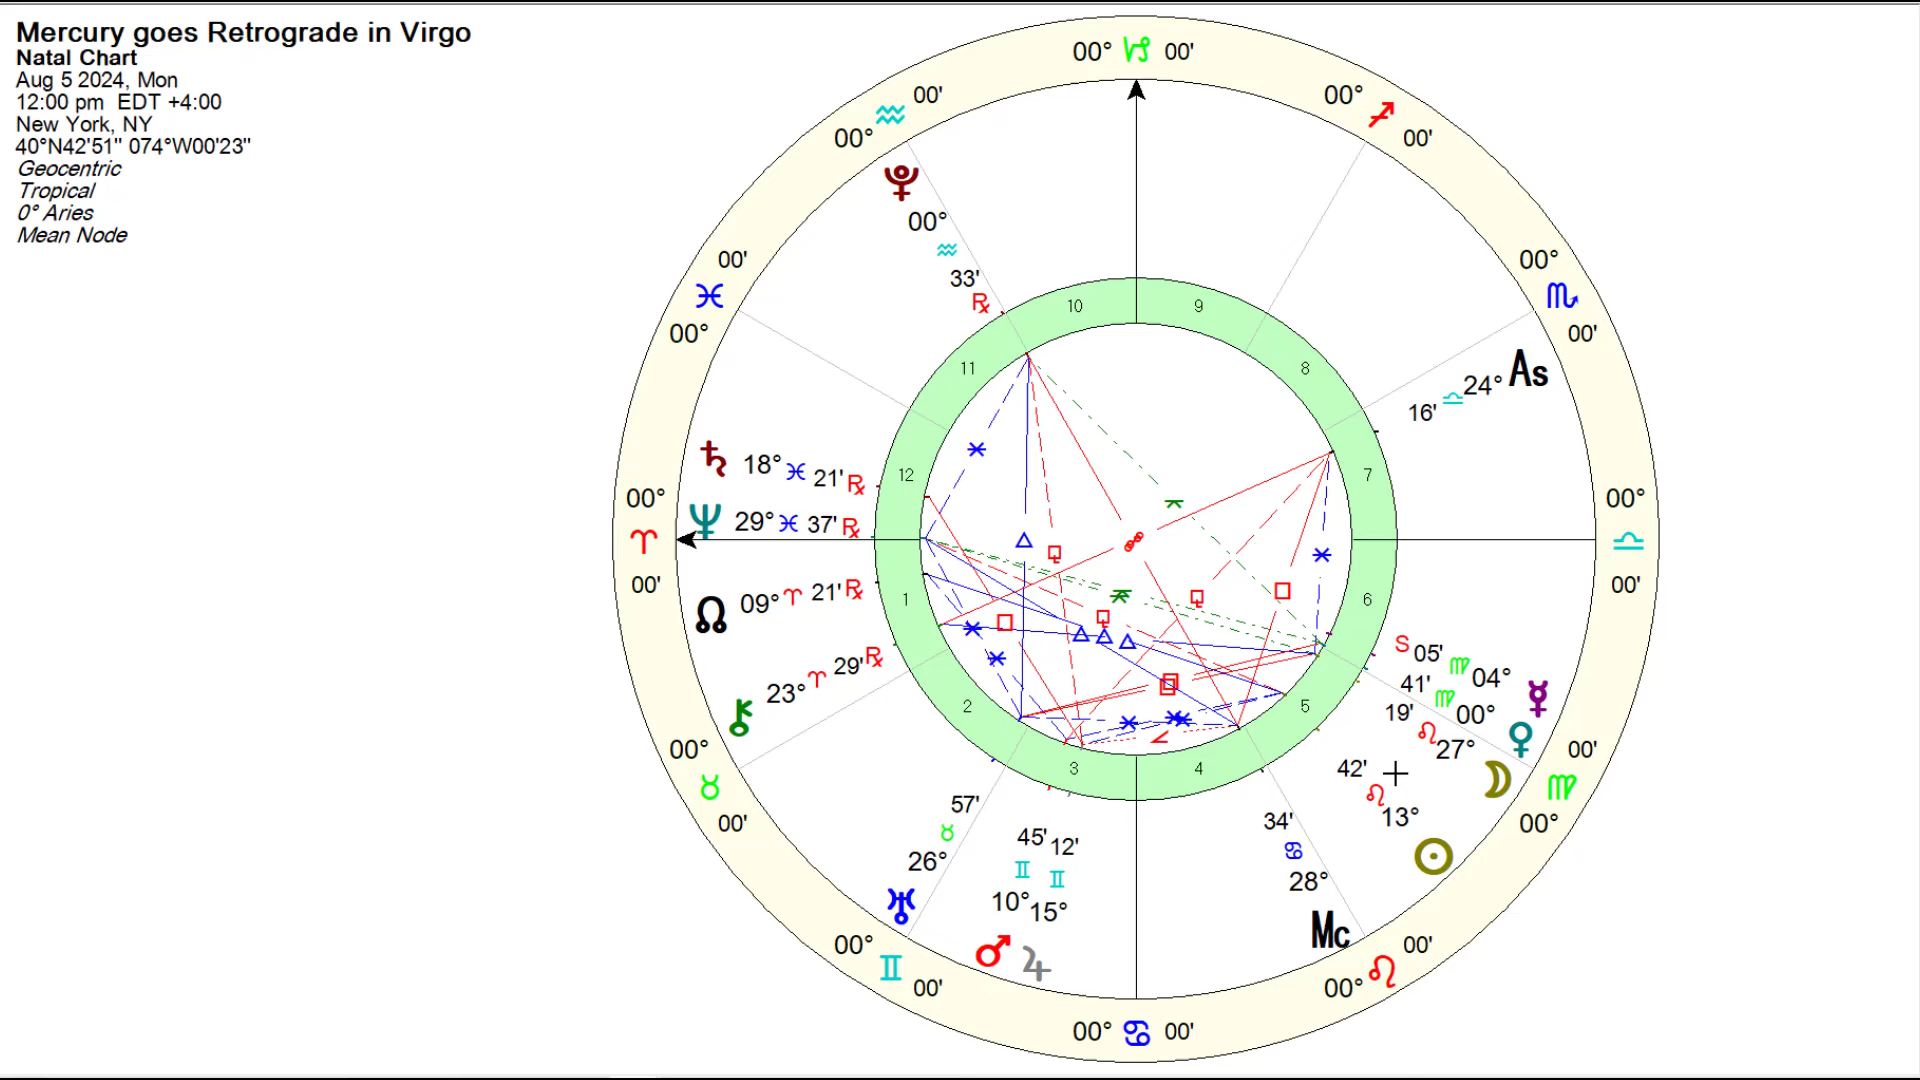 Mercury goes Retrograde in Virgo
Natal Chart
Aug 5 2024, Mon
12:00 pm  EDT +4:00
New York, NY
40°N42'51" 074°W00'23"
Geocentric
Tropical
0° Aries
Mean Node
00° ♑ 00'
00° ♐ 00'
00° ♒ 00'
00° ♏ 00'
00° ♓ 00'
00° ♈ 00'
00° ♎ 00'
00° ♉ 00'
00° ♍ 00'
00° ♊ 00'
00° ♌ 00'
00° ♋ 00'
♇ 00° ♒ 33' ℞
♄ 18° ♓ 21' ℞
♆ 29° ♓ 37' ℞
☊ 09° ♈ 21' ℞
⚷ 23° ♈ 29' ℞
♅ 26° ♉ 57'
♂ 10° ♊ 45'
♃ 15° ♊ 12'
Mc 28° ♋ 34'
☉ 13° ♌ 42'
☽ 27° ♌ 19'
♀ 00° ♍ 41'
☿ 04° ♍ 05' S
As 24° ♎ 16'
1
2
3
4
5
6
7
8
9
10
11
12